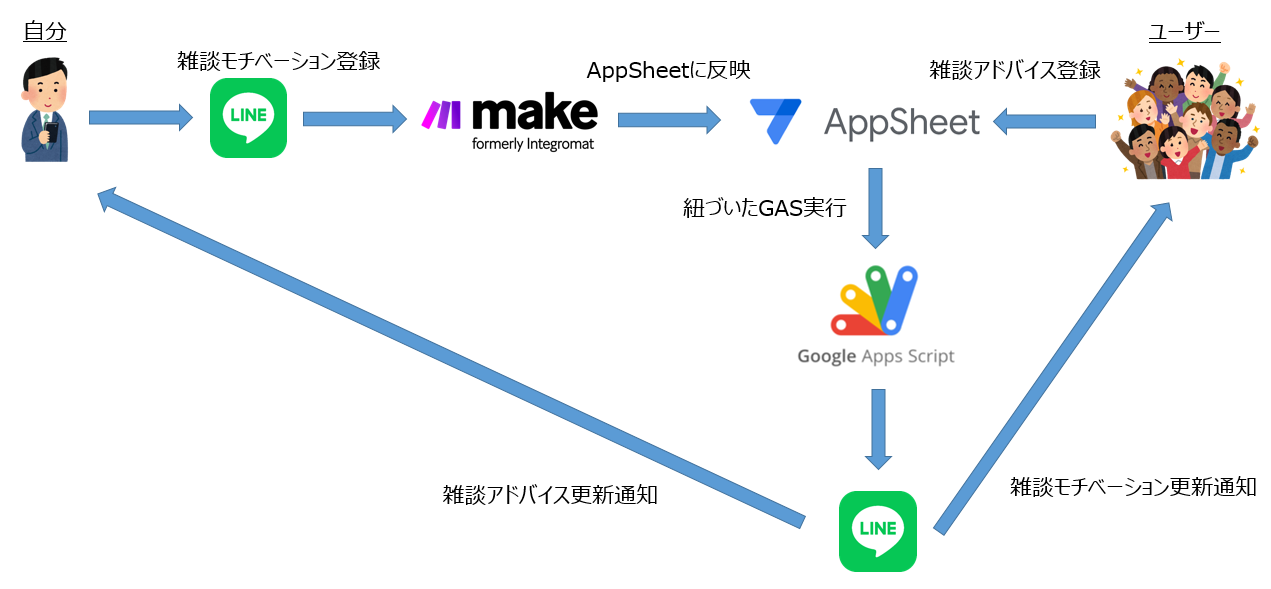 自分
ユーザー
雑談モチベーション登録
AppSheetに反映
雑談アドバイス登録
LINE
make
formerly Integromat
AppSheet
紐づいたGAS実行
Google Apps Script
雑談アドバイス更新通知
雑談モチベーション更新通知
LINE